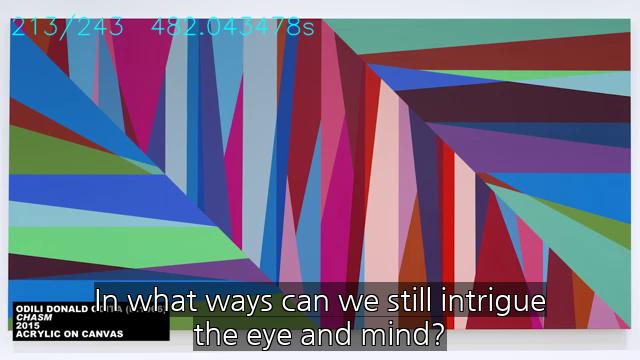 213/243 482.043478s
ODILI DONALD
CHASM
2015
ACRYLIC ON CANVAS
In what ways can we still intrigue
the eye and mind?